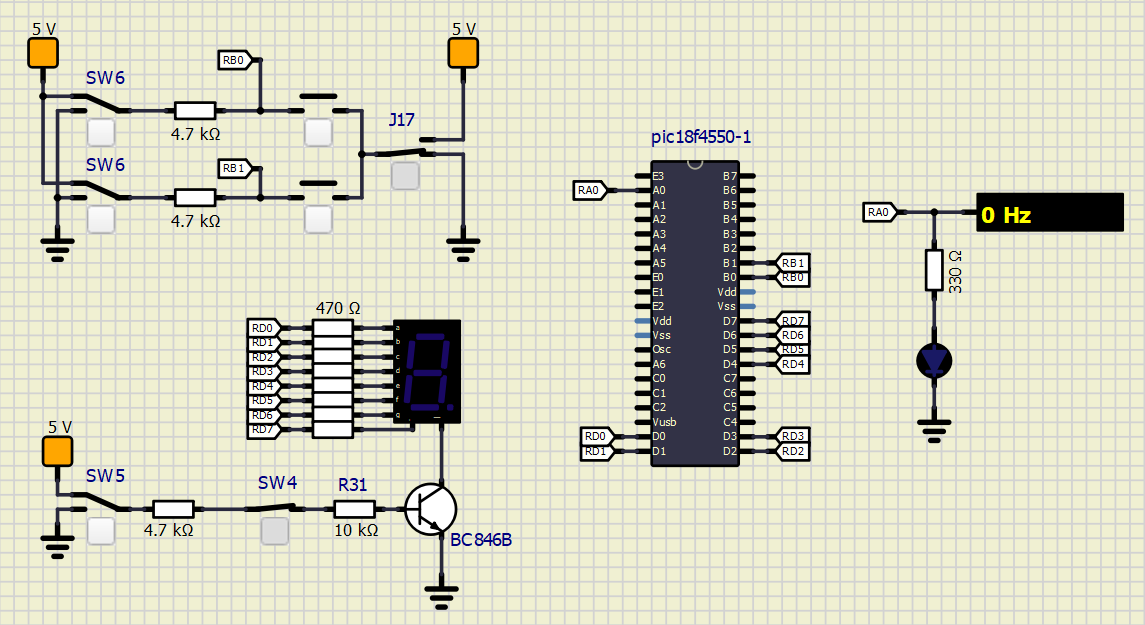 5 V
SW6
RB0
4.7 kΩ
SW6
RB1
4.7 kΩ
5 V
J17
470 Ω
RD0
RD1
RD2
RD3
RD4
RD5
RD6
RD7
a
b
c
d
e
f
g
5 V
SW5
4.7 kΩ
SW4
R31
10 kΩ
BC846B
pic18f4550-1
RA0
RD0
RD1
E3 B7
A0 B6
A1 B5
A2 B4
A3 B3
A4 B2
A5 B1
E0 B0
E1 Vdd
E2 Vss
Vdd D7
Vss D6
Osc D5
A6 D4
C0 C7
C1 C6
C2 C5
Vusb C4
D0 D3
D1 D2
RB1
RB0
RD7
RD6
RD5
RD4
RD3
RD2
RA0
0 Hz
330 Ω